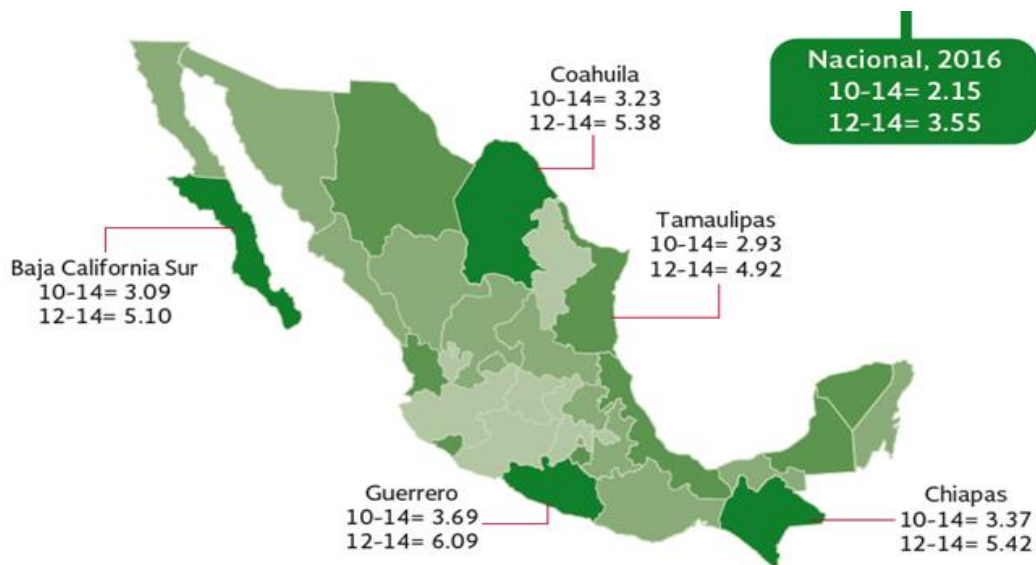 Nacional, 2016
10-14= 2.15
12-14= 3.55
Coahuila
10-14= 3.23
12-14= 5.38
Tamaulipas
10-14= 2.93
12-14= 4.92
Baja California Sur
10-14= 3.09
12-14= 5.10
Guerrero
10-14= 3.69
12-14= 6.09
Chiapas
10-14= 3.37
12-14= 5.42